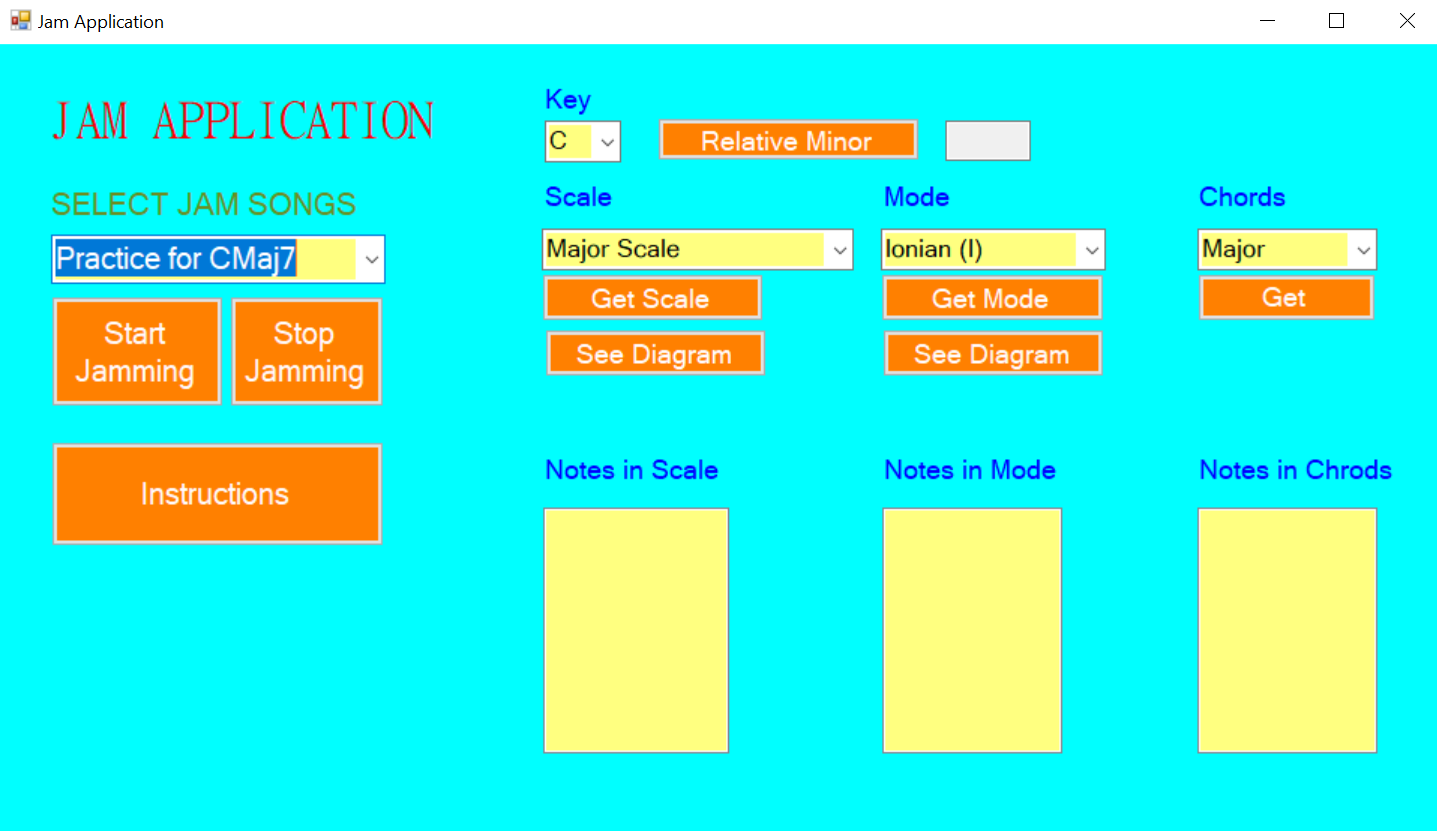 Jam Application
JAM APPLICATION
SELECT JAM SONGS
Practice for CMaj7
Start
Jamming
Stop
Jamming
Instructions
Key
C
Relative Minor
Scale
Mode
Chords
Major Scale
Ionian (I)
Major
Get Scale
Get Mode
Get
See Diagram
See Diagram
Notes in Scale
Notes in Mode
Notes in Chrods